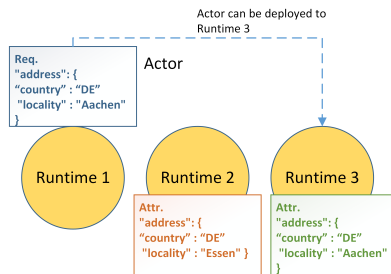 Actor can be deployed to
Runtime 3
Req.
"address": {
“country” : “DE”
"locality" : "Aachen"
}
Actor
Runtime 1
Runtime 2
Runtime 3
Attr.
"address": {
“country” : “DE”
"locality" : "Essen" }
Attr.
"address": {
“country” : “DE”
"locality" : "Aachen"
}